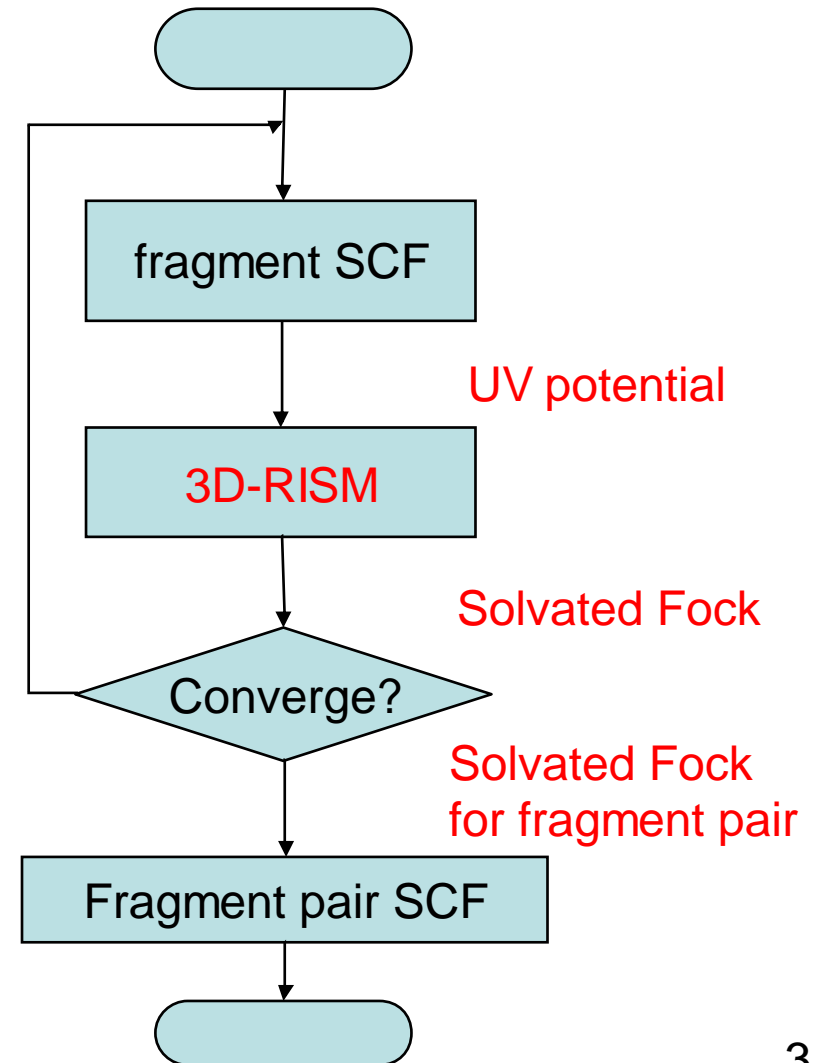 fragment SCF
UV potential
3D-RISM
Solvated Fock
Converge?
Solvated Fock
for fragment pair
Fragment pair SCF
3